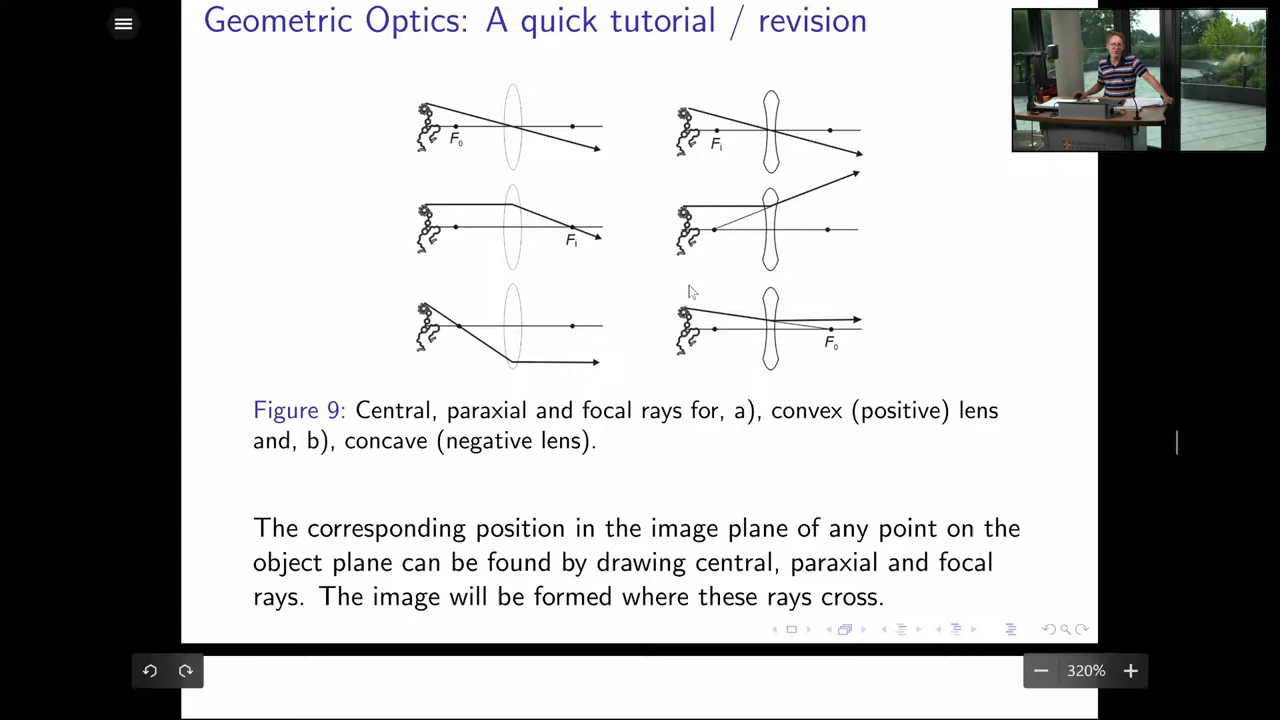 Geometric Optics: A quick tutorial / revision
F₀
F₁
Fᵢ
F₀
Figure 9: Central, paraxial and focal rays for, a), convex (positive) lens
and, b), concave (negative lens).
The corresponding position in the image plane of any point on the
object plane can be found by drawing central, paraxial and focal
rays. The image will be formed where these rays cross.
320%